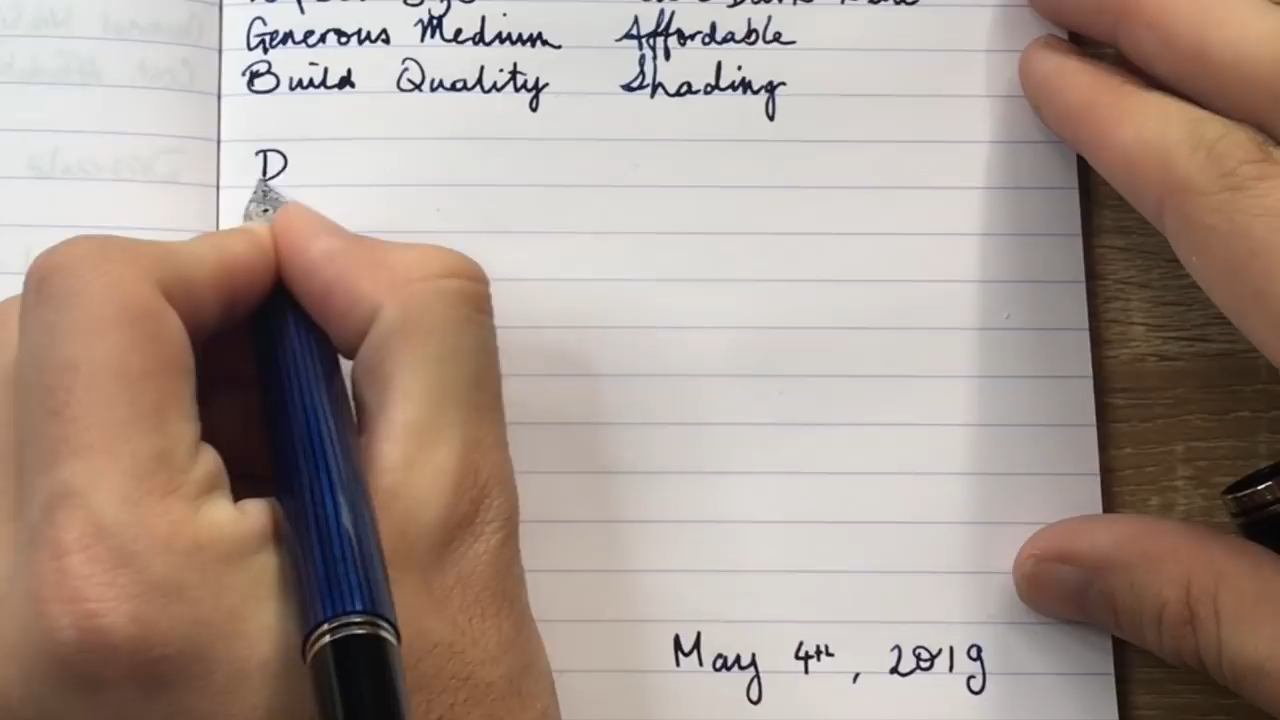 Generous Medium Affordable
Build Quality Shading
D
May 4th, 2019